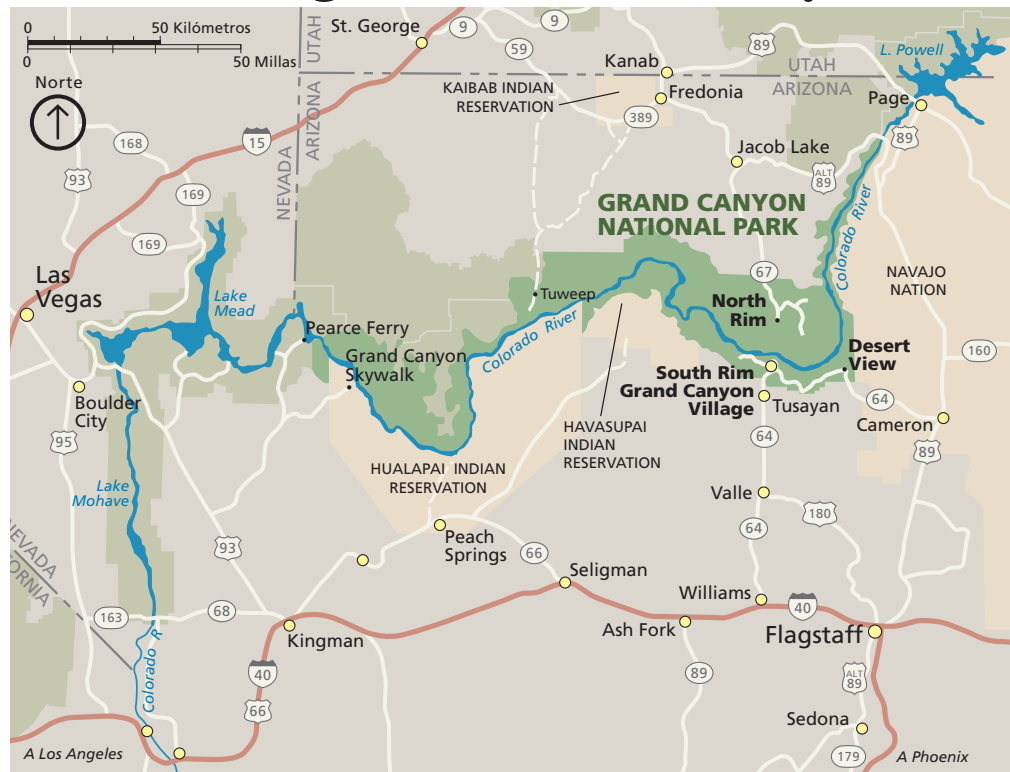 0 50 Kilómetros
0 50 Millas
Norte
UTAH
ARIZONA
NEVADA
St. George
9
59
9
Kanab
89
L. Powell
UTAH
ARIZONA
KAIBAB INDIAN
RESERVATION
Fredonia
389
Page
89
15
168
93
169
169
Jacob Lake
ALT
89
GRAND CANYON
NATIONAL PARK
Colorado River
NAVAJO
NATION
67
Las
Vegas
Lake
Mead
Tuweep
North
Rim
Pearce Ferry
Colorado River
Grand Canyon
Skywalk
Desert
View
160
South Rim
Grand Canyon
Village
Tusayan
64
Boulder
City
Cameron
95
HAVASUPAI
INDIAN
RESERVATION
64
89
HUALAPAI INDIAN
RESERVATION
Lake
Mohave
Valle
180
64
NEVADA
93
Peach
Springs
66
Seligman
Williams
40
163
68
Kingman
Ash Fork
Flagstaff
Colorado R
40
66
89
ALT
89
Sedona
A Los Angeles
179
A Phoenix